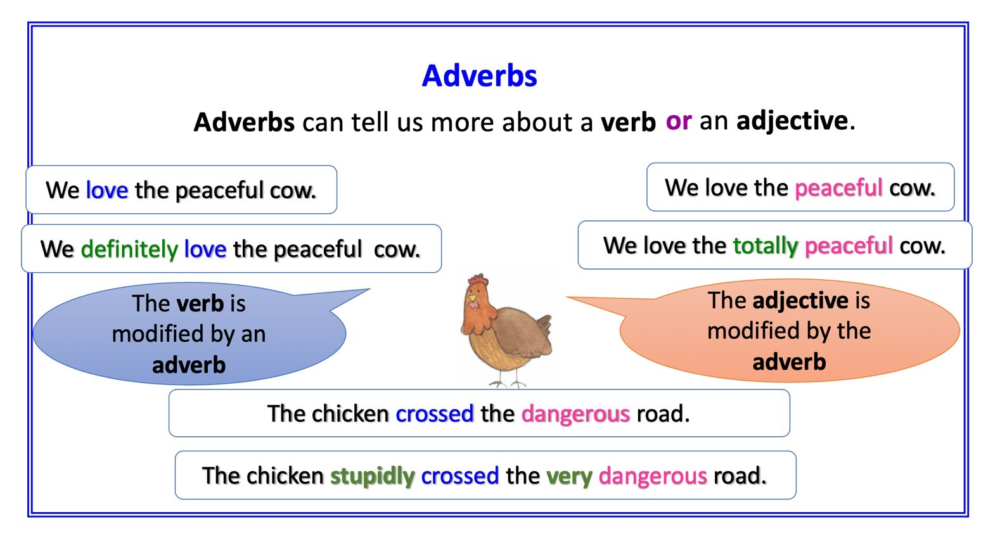 Adverbs
Adverbs can tell us more about a verb or an adjective.
We love the peaceful cow.
We definitely love the peaceful  cow.
The verb is
modified by an
adverb
We love the peaceful cow.
We love the totally peaceful cow.
The adjective is
modified by the
adverb
The chicken crossed the dangerous road.
The chicken stupidly crossed the very dangerous road.